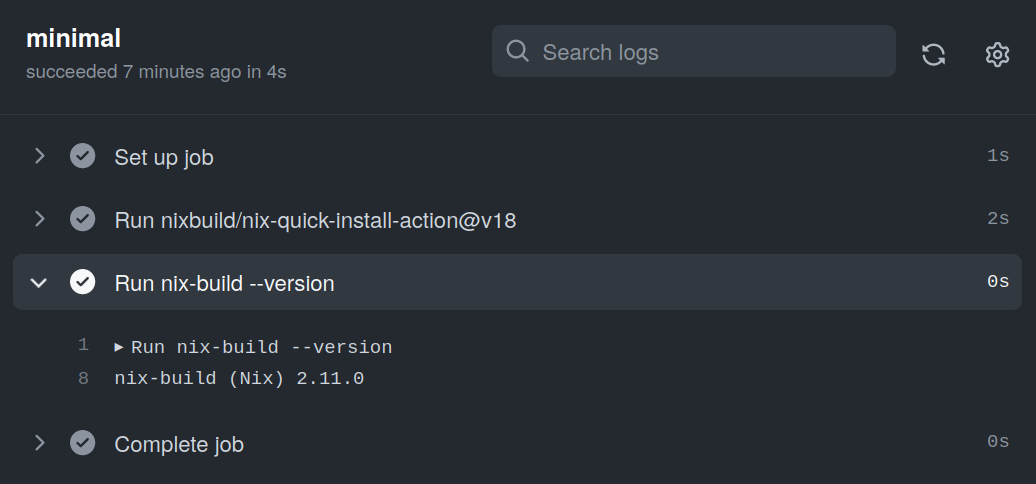 minimal
succeeded 7 minutes ago in 4s
Search logs
Set up job 1s
Run nixbuild/nix-quick-install-action@v18 2s
Run nix-build --version 0s
1 ▶ Run nix-build --version
8 nix-build (Nix) 2.11.0
Complete job 0s